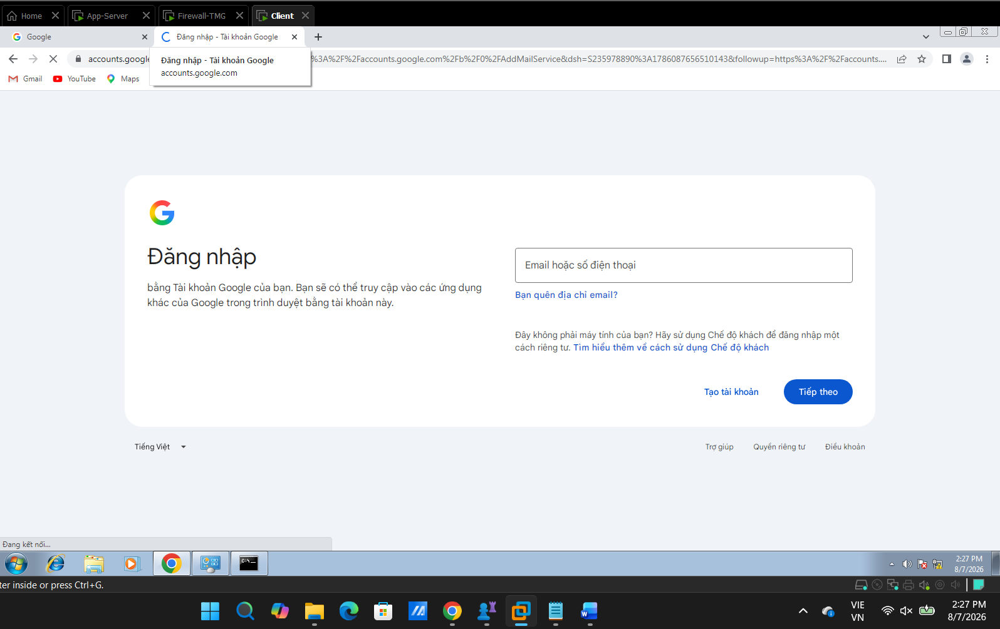 Home
App-Server
Firewall-TMG
Client
Google
Đăng nhập - Tài khoản Google
accounts.google
%3A%2F%2Faccounts.google.com%2Fb%2F0%2FAddMailService&dsh=S235978890%3A1786087656510143&followup=https%3A%2F%2Faccounts....
Đăng nhập - Tài khoản Google
accounts.google.com
Gmail
YouTube
Maps
Đăng nhập
bằng Tài khoản Google của bạn. Bạn sẽ có thể truy cập vào các ứng dụng
khác của Google trong trình duyệt bằng tài khoản này.
Email hoặc số điện thoại
Bạn quên địa chỉ email?
Đây không phải máy tính của bạn? Hãy sử dụng Chế độ khách để đăng nhập một
cách riêng tư. Tìm hiểu thêm về cách sử dụng Chế độ khách
Tạo tài khoản
Tiếp theo
Tiếng Việt
Trợ giúp
Quyền riêng tư
Điều khoản
Đang kết nối...
C:\_
2:27 PM
8/7/2026
ter inside or press Ctrl+G.
VIE
VN
2:27 PM
8/7/2026